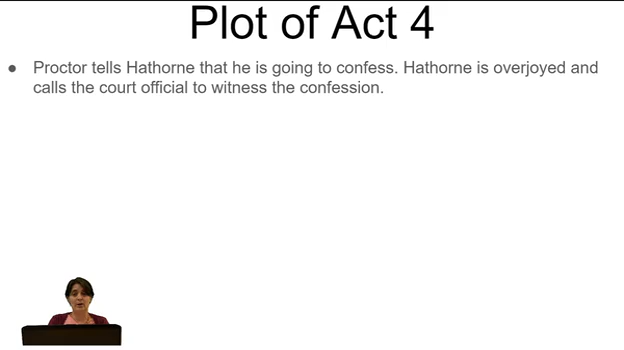 Plot of Act 4
● Proctor tells Hathorne that he is going to confess. Hathorne is overjoyed and
calls the court official to witness the confession.